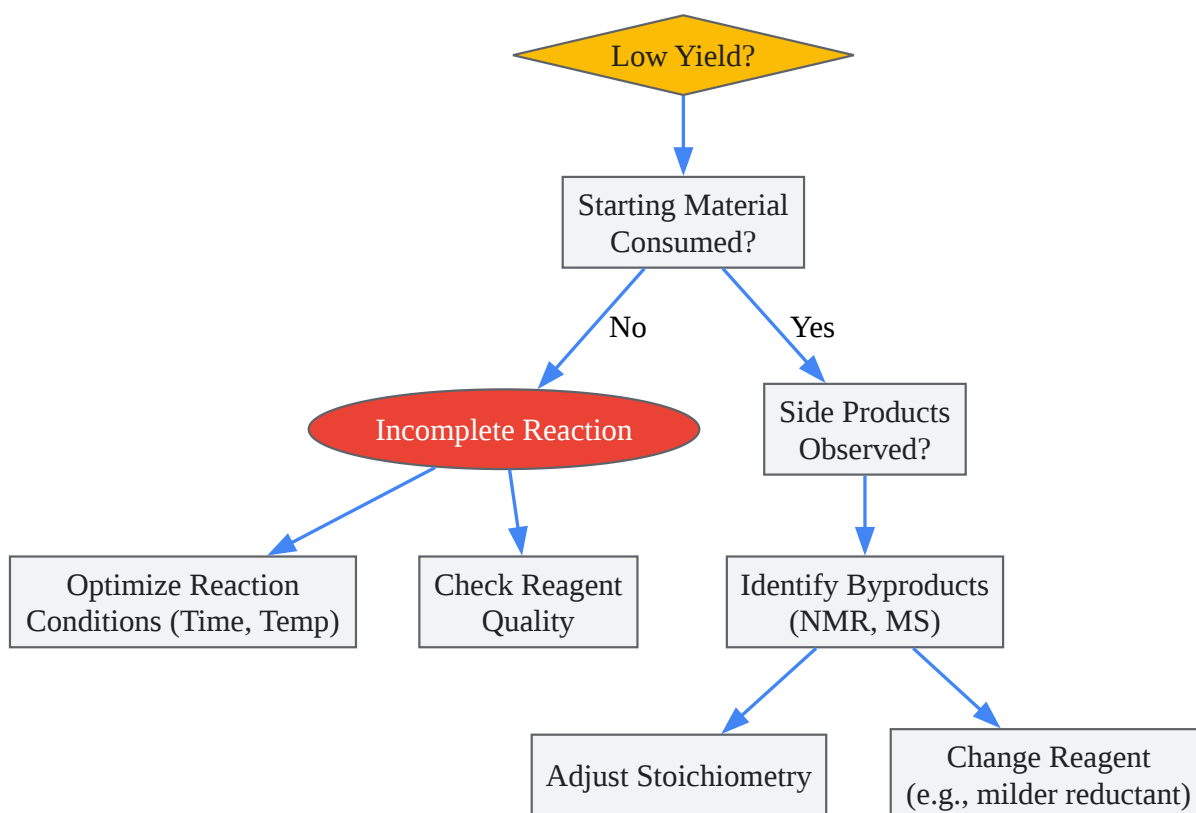 Low Yield?
Starting Material
Consumed?
No
Yes
Incomplete Reaction
Side Products
Observed?
Optimize Reaction
Conditions (Time, Temp)
Check Reagent
Quality
Identify Byproducts
(NMR, MS)
Adjust Stoichiometry
Change Reagent
(e.g., milder reductant)